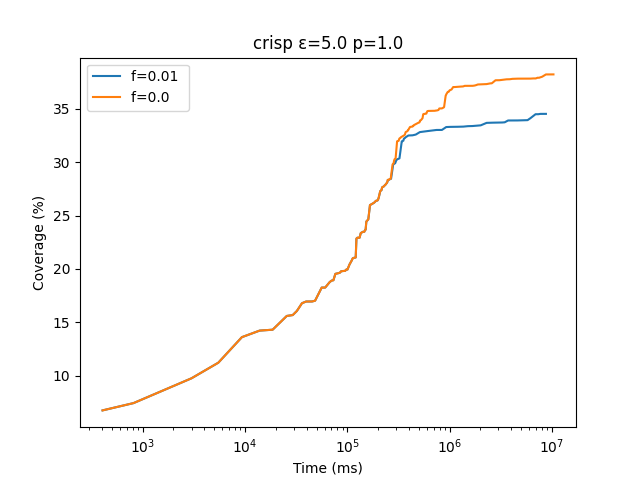 crisp ε=5.0 p=1.0
f=0.01
f=0.0
Coverage (%)
35
30
25
20
15
10
10³ 10⁴ 10⁵ 10⁶ 10⁷
Time (ms)